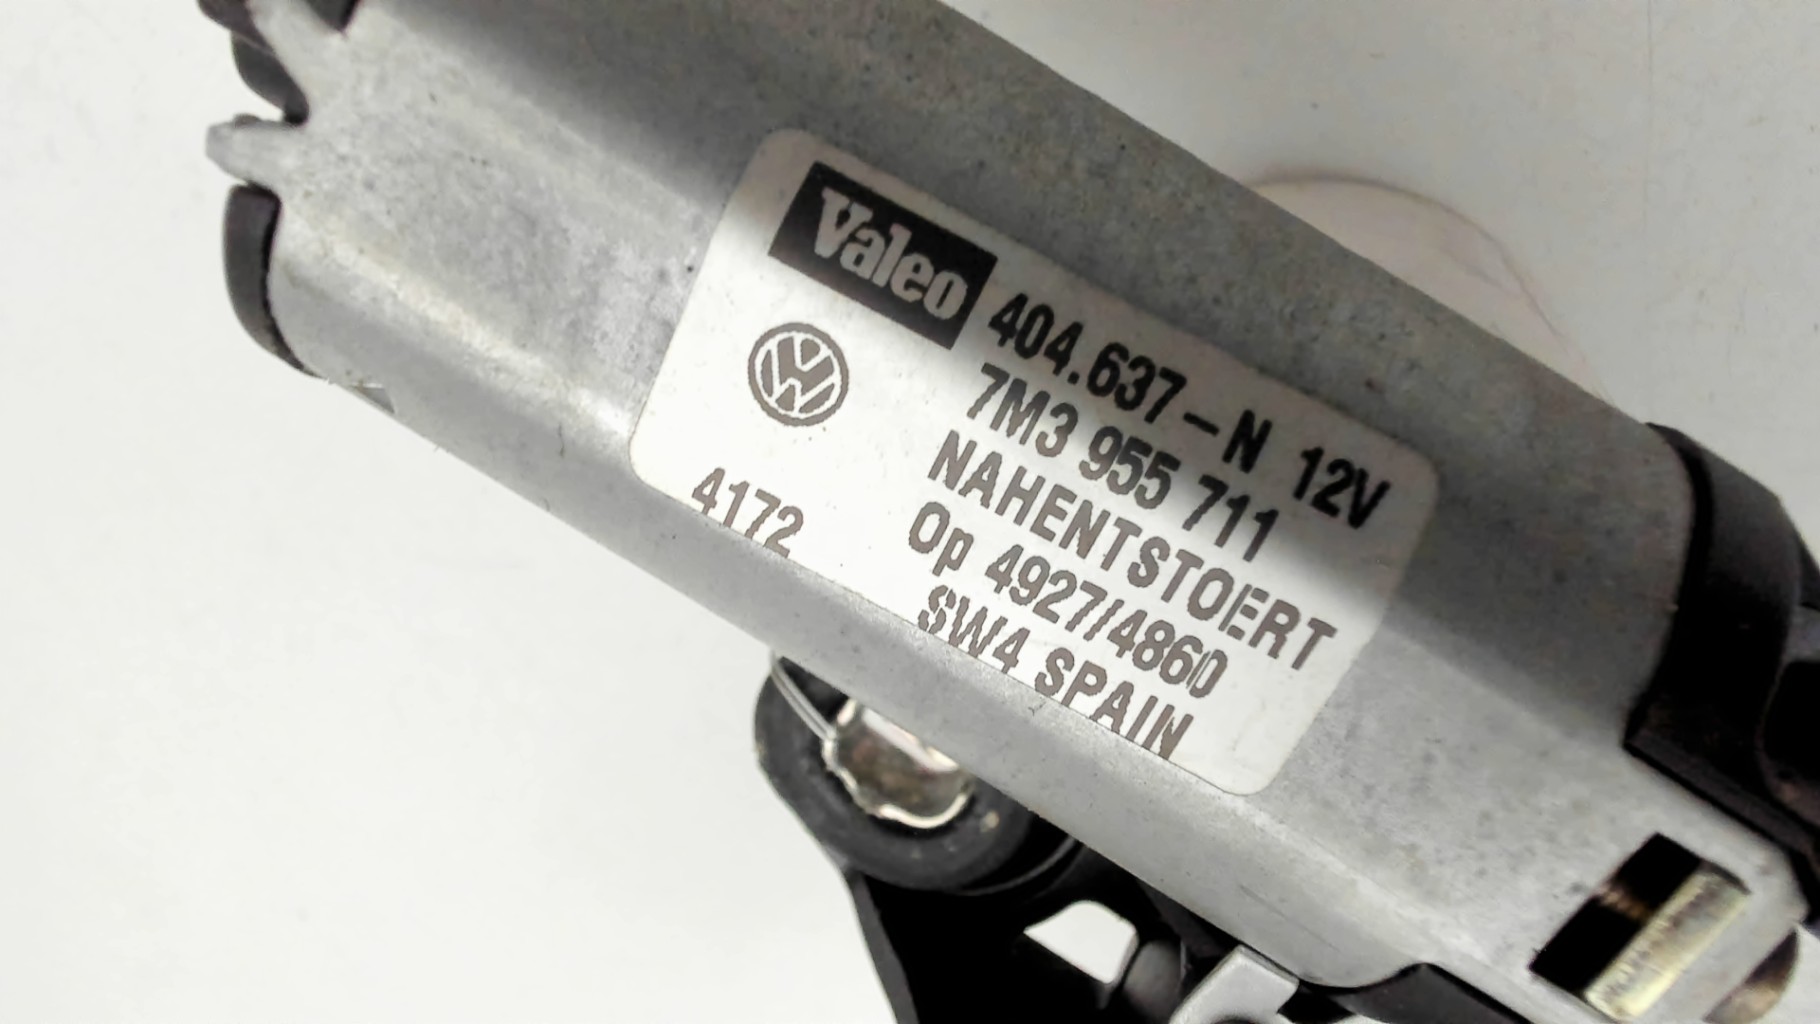 Valeo
404.637-N 12V
7M3 955 711
NAHENTSTOERT
Op 4927/4860
4172
SW4 SPAIN